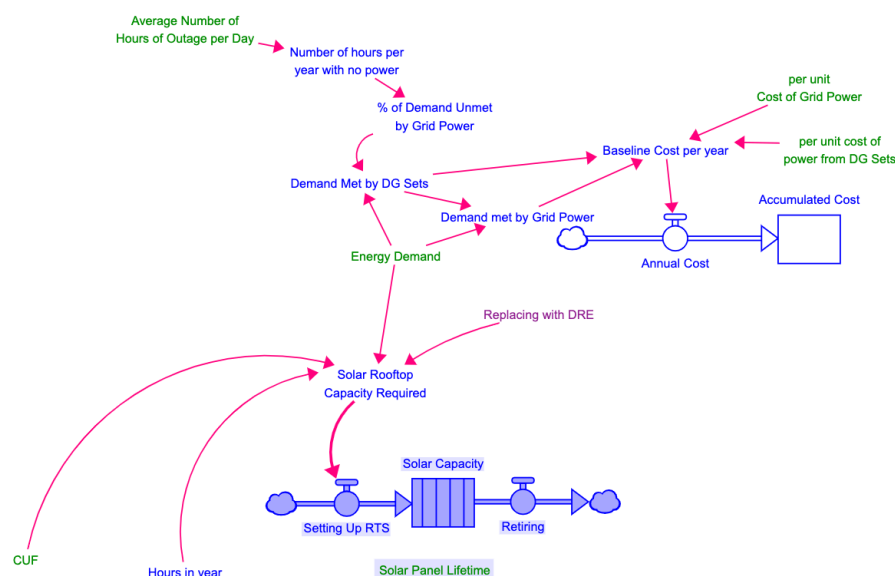 Average Number of
Hours of Outage per Day
Number of hours per
year with no power
% of Demand Unmet
by Grid Power
per unit
Cost of Grid Power
per unit cost of
power from DG Sets
Baseline Cost per year
Demand Met by DG Sets
Demand met by Grid Power
Accumulated Cost
Annual Cost
Energy Demand
Replacing with DRE
Solar Rooftop
Capacity Required
Solar Capacity
Setting Up RTS
Retiring
CUF
Hours in year
Solar Panel Lifetime